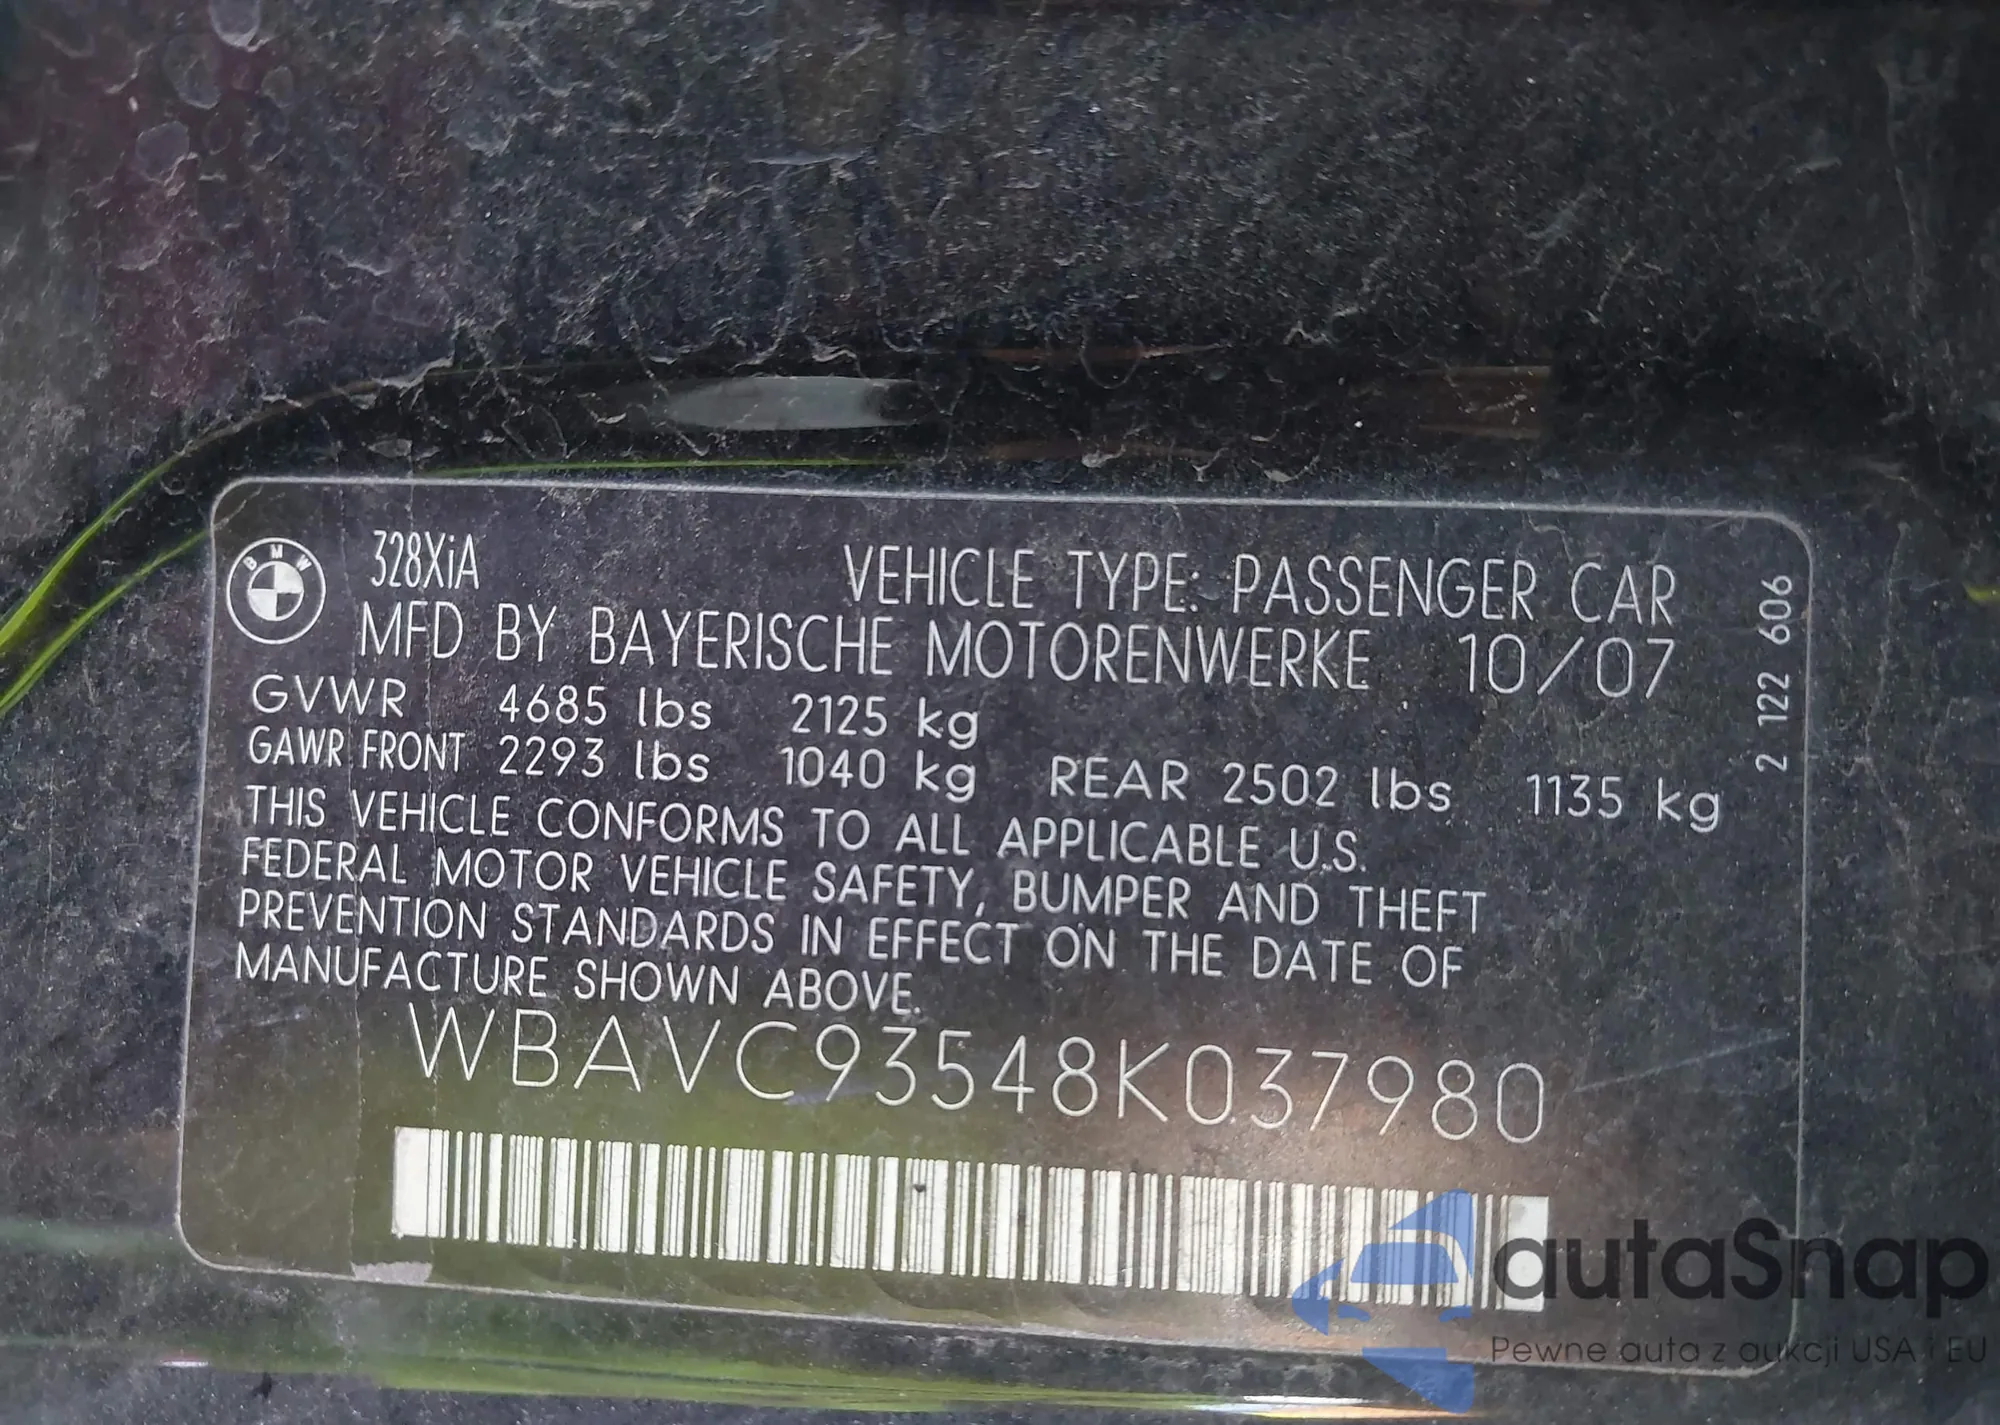 BMW
328XiA
VEHICLE TYPE: PASSENGER CAR
MFD BY BAYERISCHE MOTORENWERKE 10/07
GVWR 4685 lbs 2125 kg
GAWR FRONT 2293 lbs 1040 kg REAR 2502 lbs 1135 kg
THIS VEHICLE CONFORMS TO ALL APPLICABLE U.S.
FEDERAL MOTOR VEHICLE SAFETY, BUMPER AND THEFT
PREVENTION STANDARDS IN EFFECT ON THE DATE OF
MANUFACTURE SHOWN ABOVE.
WBAVC93548K037980
2 122 606
autaSnap
Pewne auta z aukcji USA i EU